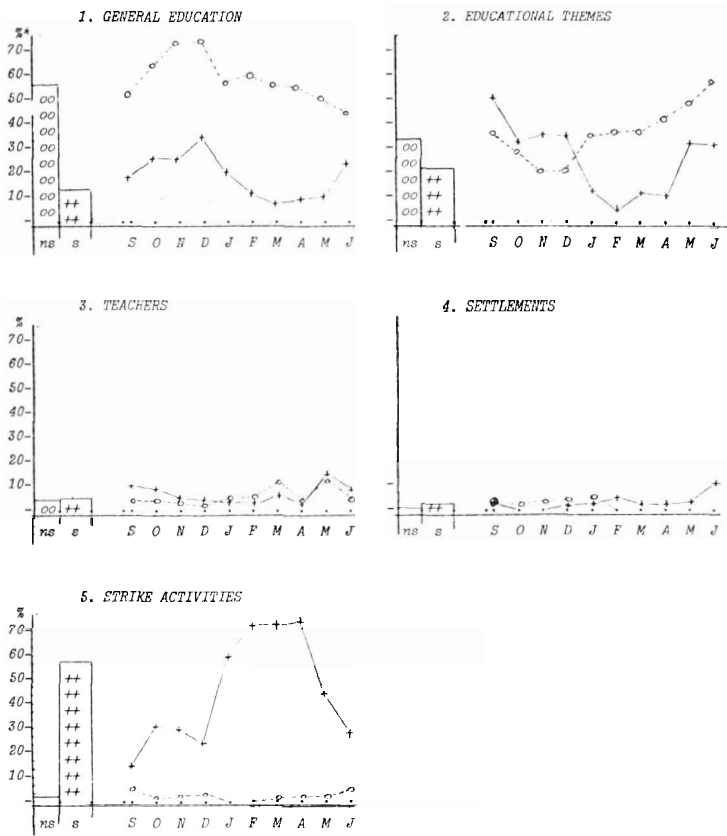 1. GENERAL EDUCATION
%*
70-
60-
50-
40-
30-
20-
10-
ns s S O N D J F M A M J
2. EDUCATIONAL THEMES
ns s S O N D J F M A M J
3. TEACHERS
%
70-
60-
50-
40-
30-
20-
10-
ns s S O N D J F M A M J
4. SETTLEMENTS
ns s S O N D J F M A M J
5. STRIKE ACTIVITIES
%
70-
60-
50-
40-
30-
20-
10-
ns s S O N D J F M A M J